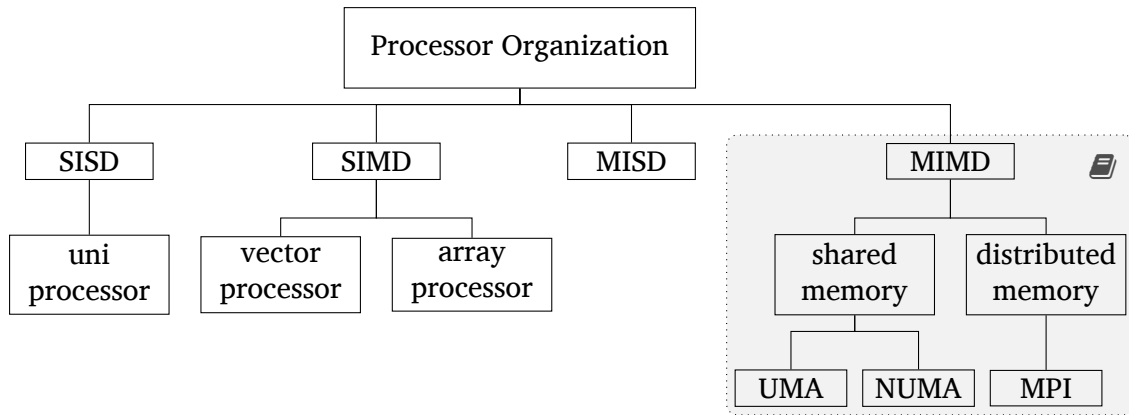 Processor Organization
SISD
SIMD
MISD
MIMD
uni
processor
vector
processor
array
processor
shared
memory
distributed
memory
UMA
NUMA
MPI